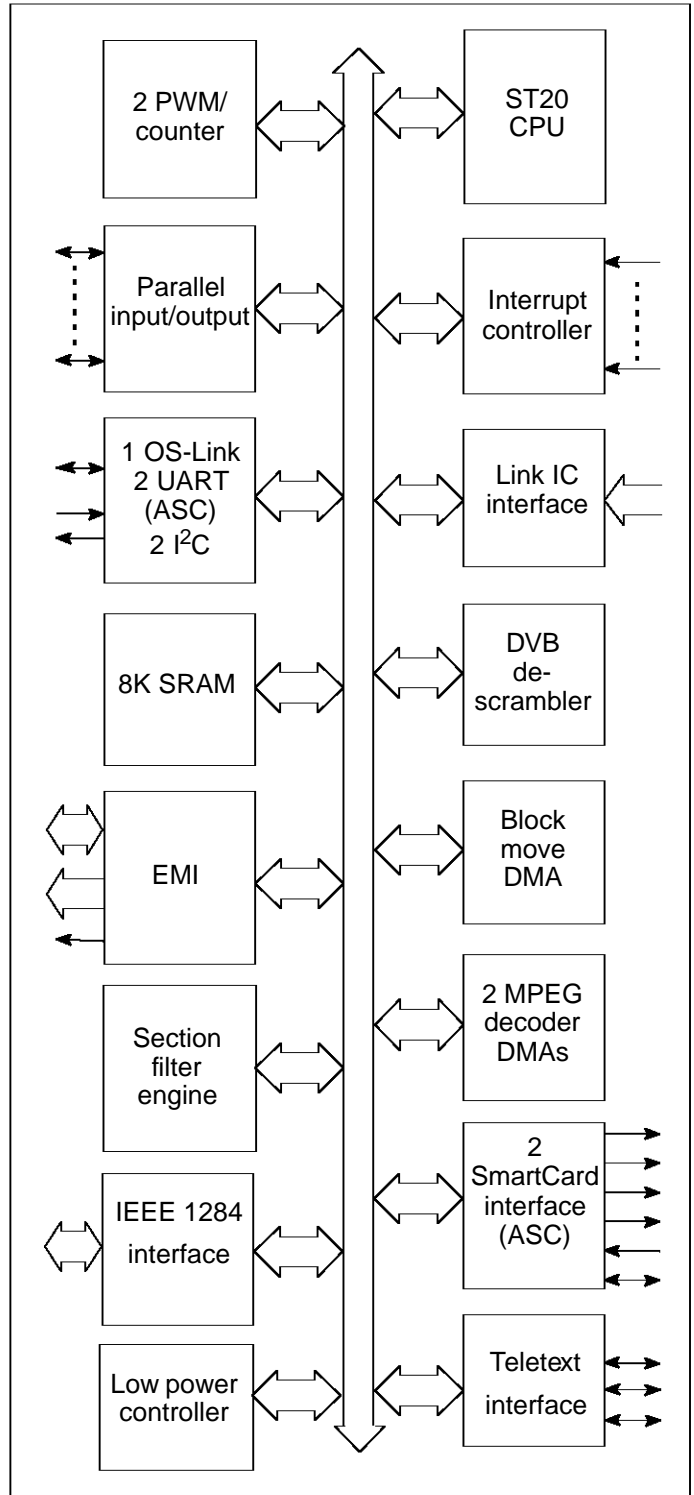 2 PWM/
counter
Parallel
input/output
1 OS-Link
2 UART
(ASC)
2 I²C
8K SRAM
EMI
Section
filter
engine
IEEE 1284
interface
Low power
controller
ST20
CPU
Interrupt
controller
Link IC
interface
DVB
de-
scrambler
Block
move
DMA
2 MPEG
decoder
DMAs
2
SmartCard
interface
(ASC)
Teletext
interface